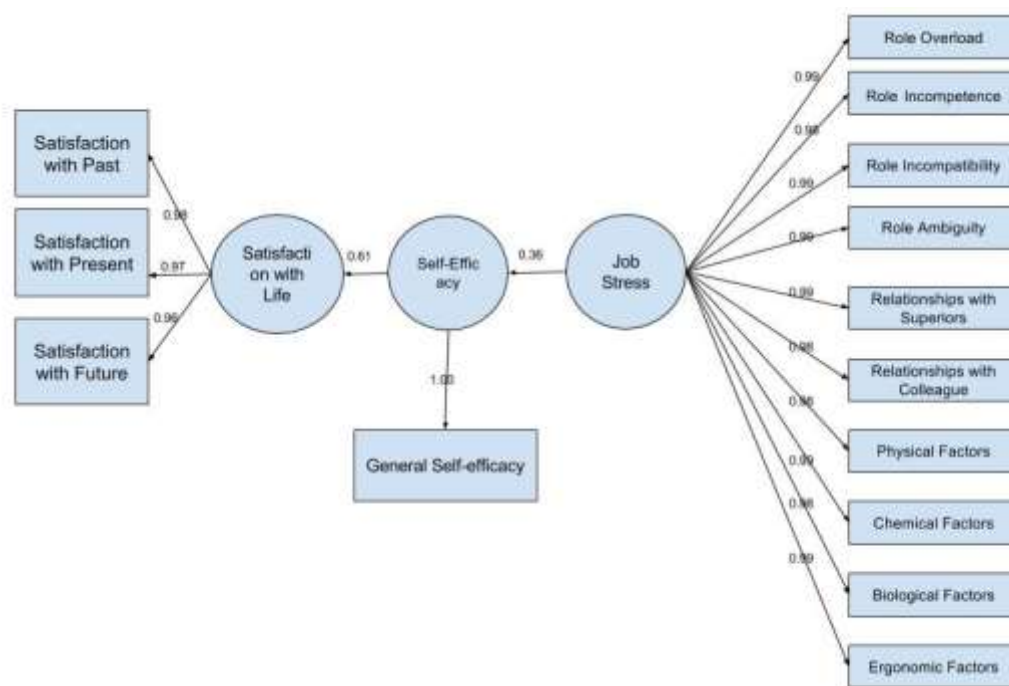 Role Overload
0.99
Role Incompetence
0.98
Role Incompatibility
0.99
Role Ambiguity
0.99
Relationships with
Superiors
0.98
Relationships with
Colleague
Physical Factors
0.99
Chemical Factors
0.98
Biological Factors
0.99
Ergonomic Factors
Job
Stress
0.36
Self-Effic
acy
1.00
General Self-efficacy
0.61
Satisfacti
on with
Life
Satisfaction
with Past
0.98
Satisfaction
with Present
0.97
Satisfaction
with Future
0.96